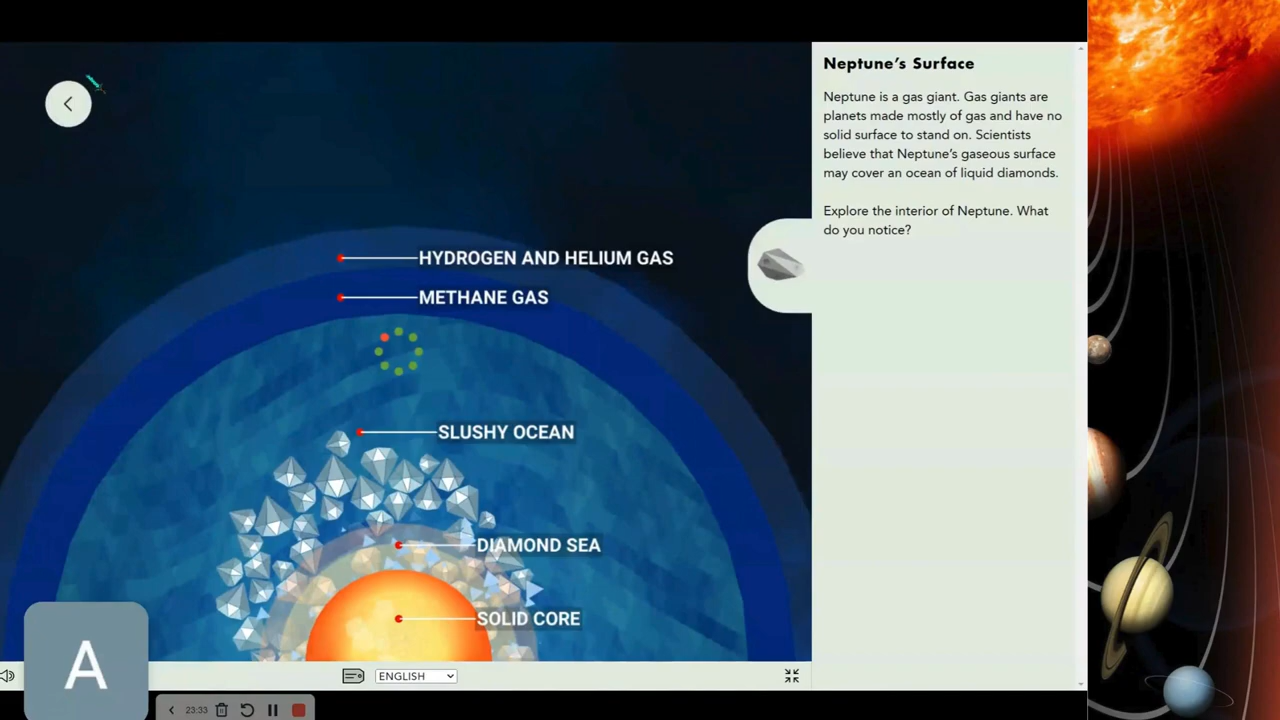 Neptune's Surface
Neptune is a gas giant. Gas giants are
planets made mostly of gas and have no
solid surface to stand on. Scientists
believe that Neptune's gaseous surface
may cover an ocean of liquid diamonds.
Explore the interior of Neptune. What
do you notice?
HYDROGEN AND HELIUM GAS
METHANE GAS
SLUSHY OCEAN
DIAMOND SEA
SOLID CORE
A
ENGLISH
23:33